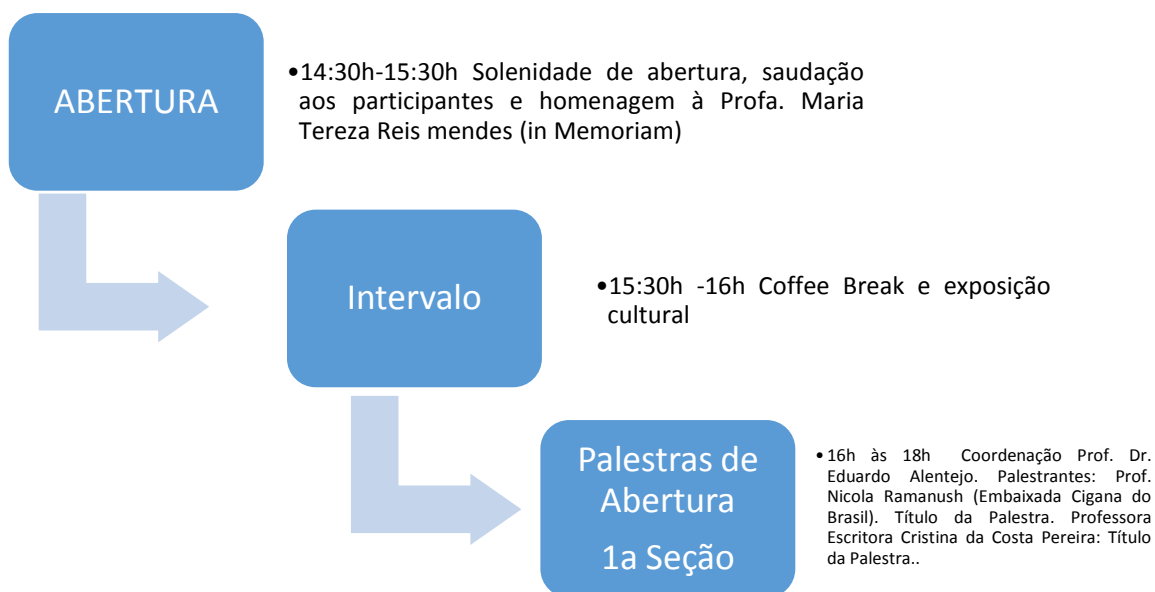 ABERTURA
•14:30h-15:30h Solenidade de abertura, saudação
aos participantes e homenagem à Profa. Maria
Tereza Reis mendes (in Memoriam)
Intervalo
•15:30h -16h Coffee Break e exposição
cultural
Palestras de
Abertura
1a Seção
•16h às 18h Coordenação Prof. Dr.
Eduardo Alentejo. Palestrantes: Prof.
Nicola Ramanush (Embaixada Cigana do
Brasil). Título da Palestra. Professora
Escritora Cristina da Costa Pereira: Título
da Palestra..